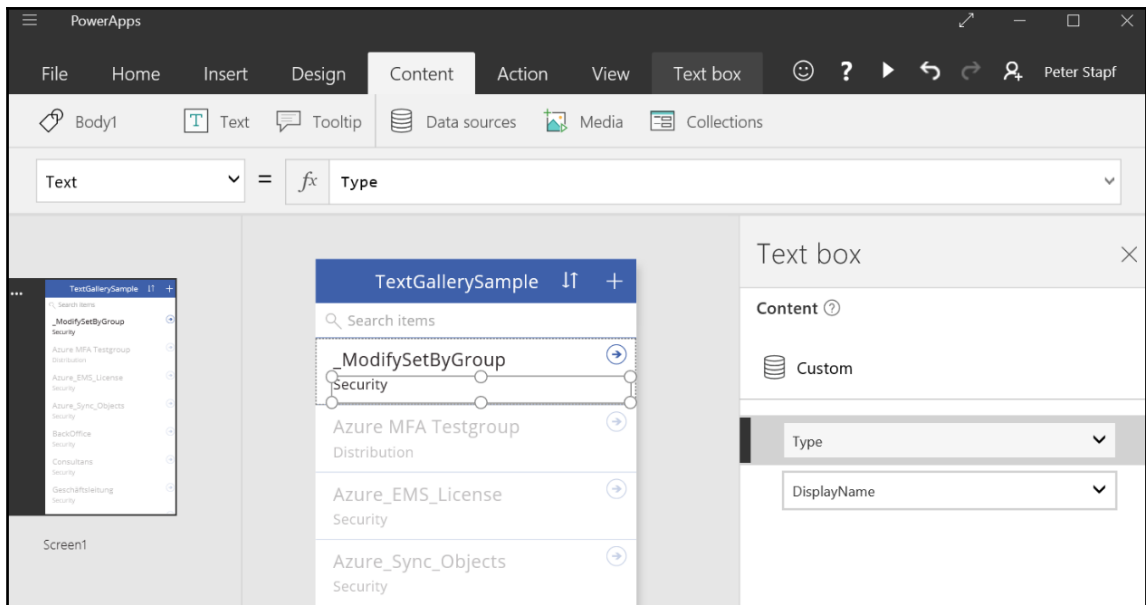 PowerApps
File Home Insert Design Content Action View Text box ? Peter Stapf
Body1 T Text Tooltip Data sources Media Collections
Text = fx Type
TextGallerySample
Search items
_ModifySetByGroup
Security
Azure MFA Testgroup
Distribution
Azure_EMS_License
Security
Azure_Sync_Objects
Security
BackOffice
Security
Consultans
Security
Geschäftsleitung
Security
Screen1
TextGallerySample
Search items
_ModifySetByGroup
Security
Azure MFA Testgroup
Distribution
Azure_EMS_License
Security
Azure_Sync_Objects
Security
Text box
Content ?
Custom
Type
DisplayName